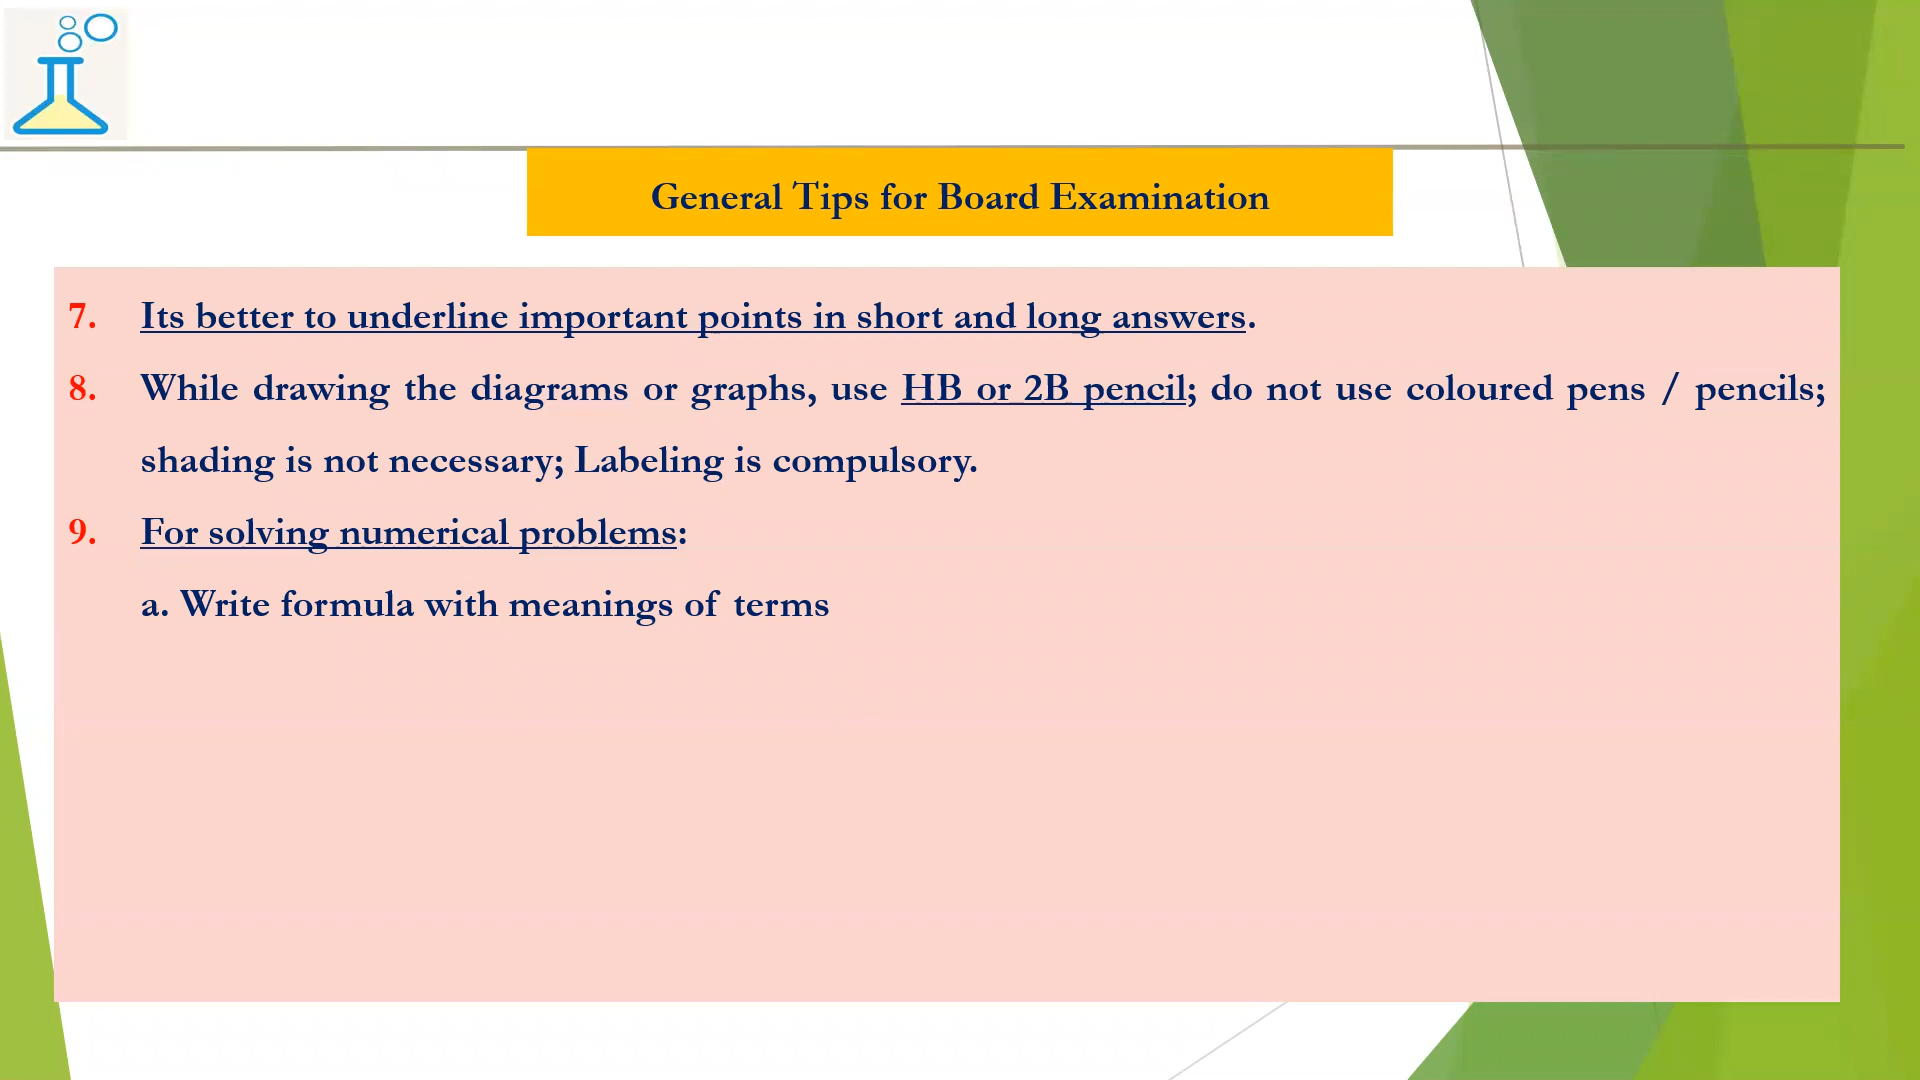 General Tips for Board Examination
7. Its better to underline important points in short and long answers.
8. While drawing the diagrams or graphs, use HB or 2B pencil; do not use coloured pens / pencils;
shading is not necessary; Labeling is compulsory.
9. For solving numerical problems:
a. Write formula with meanings of terms